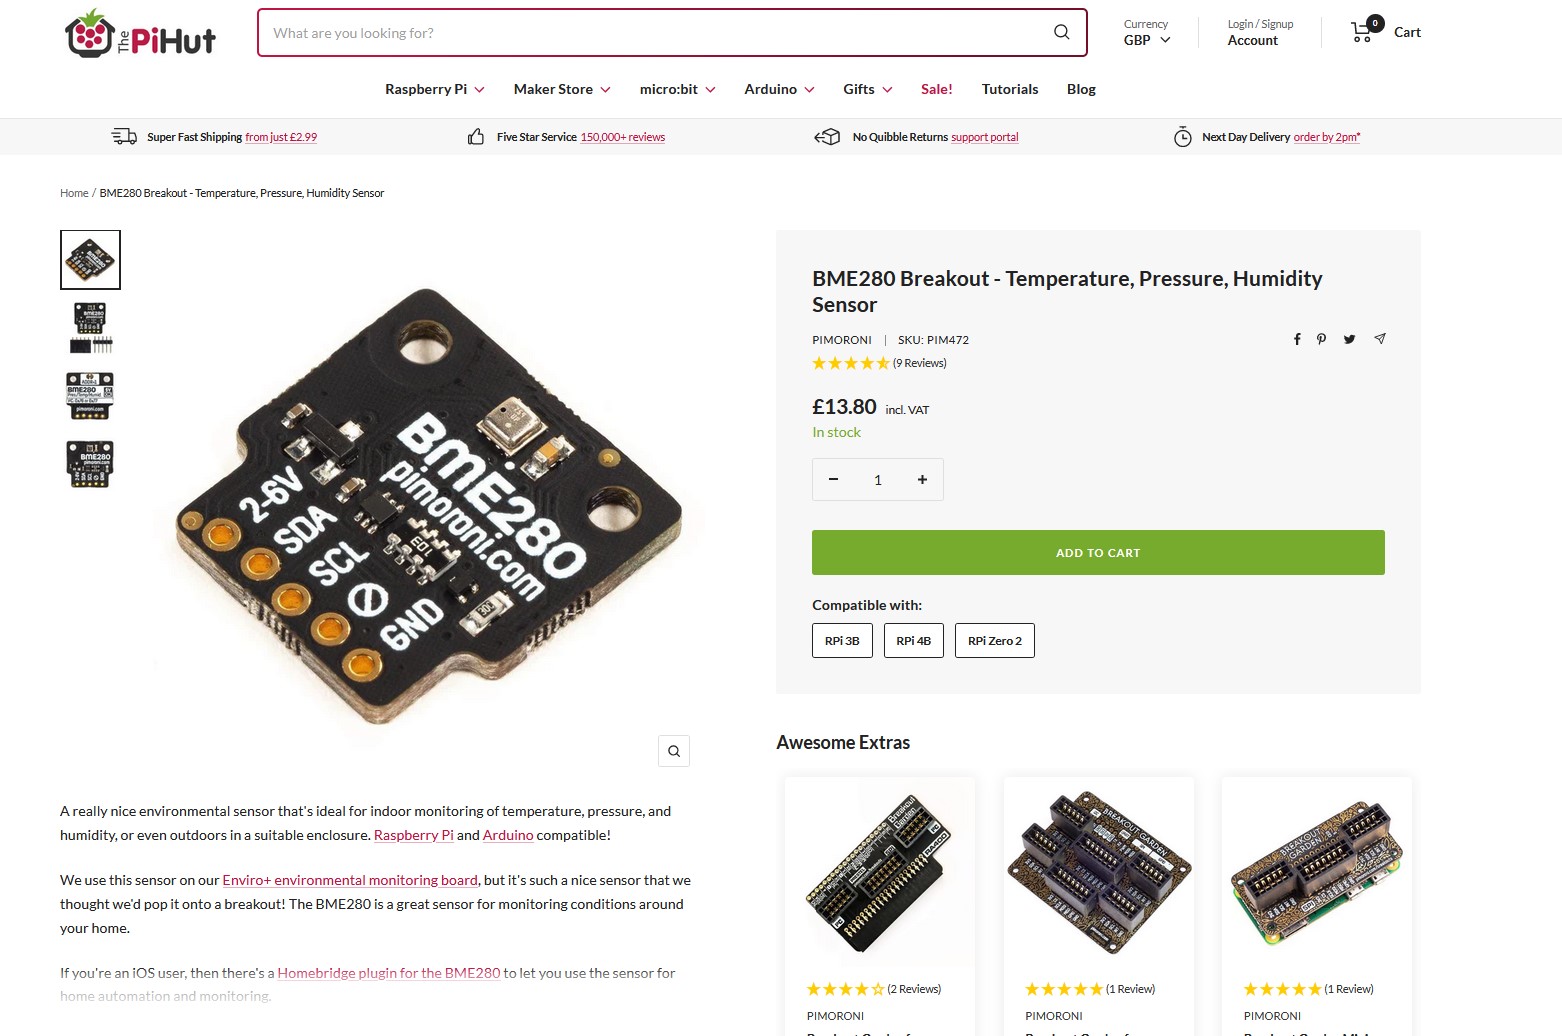 The PiHut
What are you looking for?
Currency
GBP
Login / Signup
Account
0
Cart
Raspberry Pi
Maker Store
micro:bit
Arduino
Gifts
Sale!
Tutorials
Blog
Super Fast Shipping from just £2.99
Five Star Service 150,000+ reviews
No Quibble Returns support portal
Next Day Delivery order by 2pm*
Home / BME280 Breakout - Temperature, Pressure, Humidity Sensor
BME280
pimoroni.com
2-6V
SDA
SCL
GND
BME280 Breakout - Temperature, Pressure, Humidity
Sensor
PIMORONI | SKU: PIM472
(9 Reviews)
£13.80 incl. VAT
In stock
− 1 +
ADD TO CART
Compatible with:
RPi 3B
RPi 4B
RPi Zero 2
A really nice environmental sensor that's ideal for indoor monitoring of temperature, pressure, and
humidity, or even outdoors in a suitable enclosure. Raspberry Pi and Arduino compatible!
We use this sensor on our Enviro+ environmental monitoring board, but it's such a nice sensor that we
thought we'd pop it onto a breakout! The BME280 is a great sensor for monitoring conditions around
your home.
If you're an iOS user, then there's a Homebridge plugin for the BME280 to let you use the sensor for
home automation and monitoring.
Awesome Extras
Breakout
Garden
BREAKOUT GARDEN
BREAKOUT
GARDEN
(2 Reviews)
PIMORONI
(1 Review)
PIMORONI
(1 Review)
PIMORONI